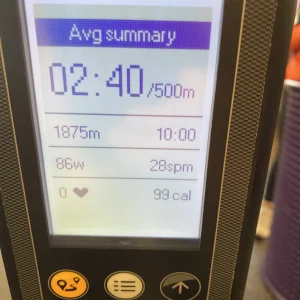 Avg summary
02:40/500m
1875m 10:00
86w 28spm
0 99 cal